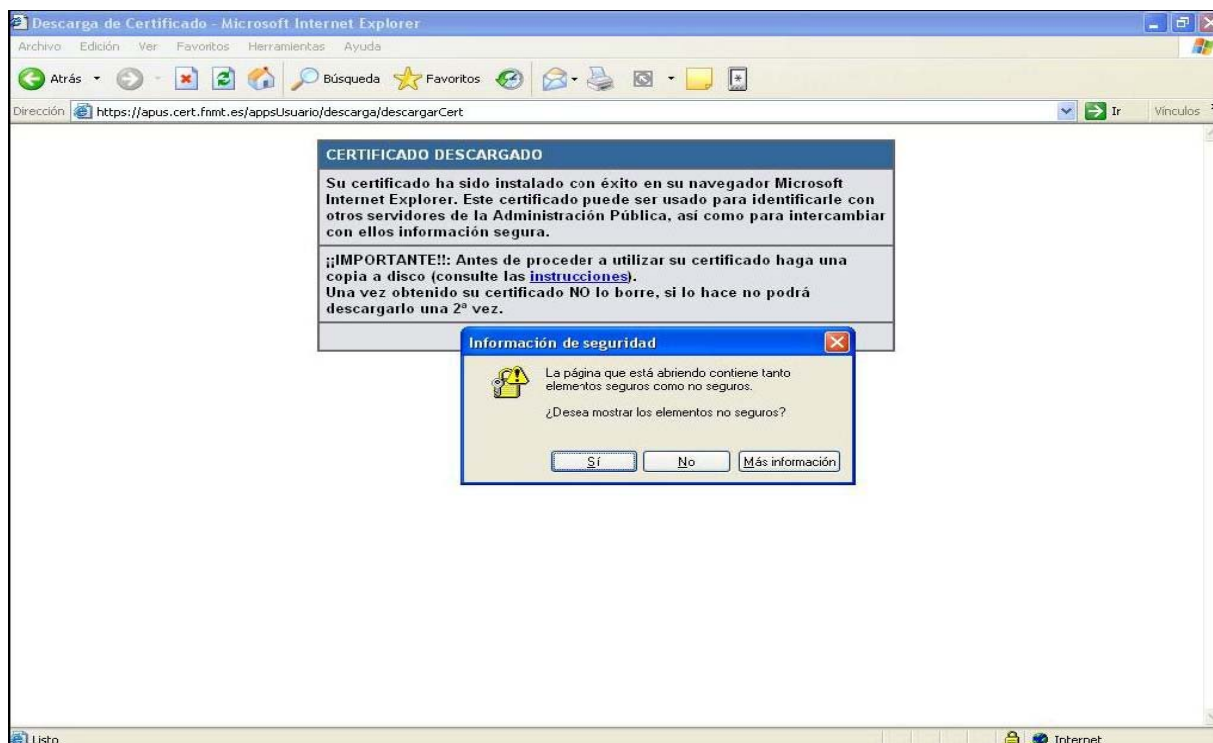 Descarga de Certificado - Microsoft Internet Explorer
Archivo Edición Ver Favoritos Herramientas Ayuda
Atrás Búsqueda Favoritos
Dirección https://apus.cert.fnmt.es/appsUsuario/descarga/descargarCert Ir Vínculos
CERTIFICADO DESCARGADO
Su certificado ha sido instalado con éxito en su navegador Microsoft
Internet Explorer. Este certificado puede ser usado para identificarle con
otros servidores de la Administración Pública, así como para intercambiar
con ellos información segura.
¡¡IMPORTANTE!!: Antes de proceder a utilizar su certificado haga una
copia a disco (consulte las instrucciones).
Una vez obtenido su certificado NO lo borre, si lo hace no podrá
descargarlo una 2ª vez.
Información de seguridad
La página que está abriendo contiene tanto
elementos seguros como no seguros.
¿Desea mostrar los elementos no seguros?
Sí No Más información
Listo Internet